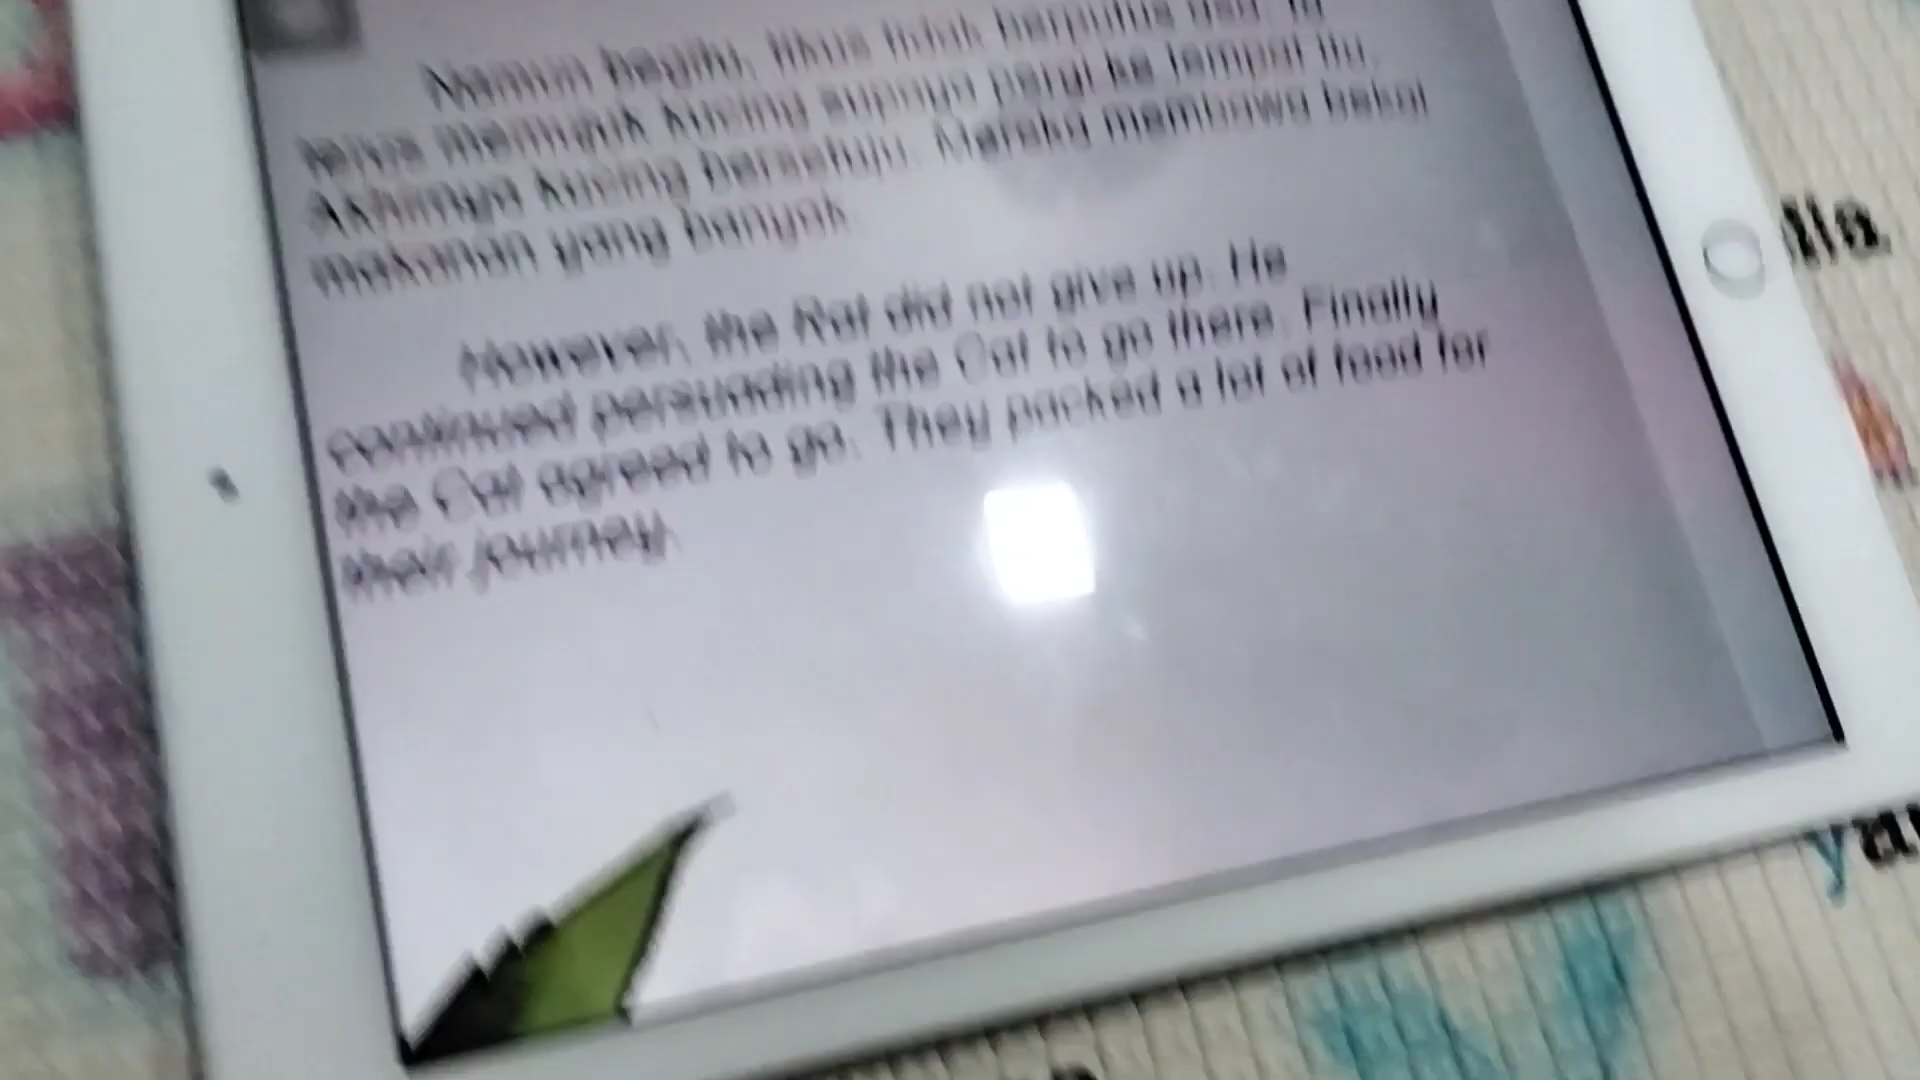 Namun begitu, tikus tidak berputus asa. Ia
terus memujuk kucing supaya pergi ke tempat itu.
Akhirnya kucing bersetuju. Mereka membawa bekal
makanan yang banyak.
However, the Rat did not give up. He
continued persuading the Cat to go there. Finally
the Cat agreed to go. They packed a lot of food for
their journey.